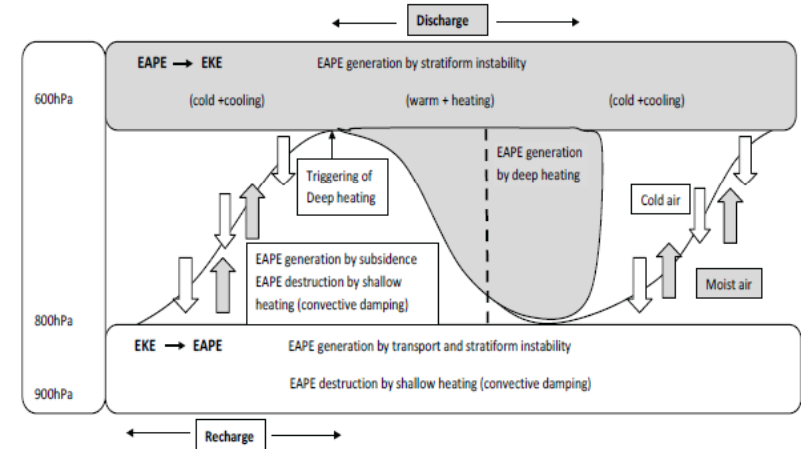 Discharge
EAPE → EKE
EAPE generation by stratiform instability
600hPa
(cold +cooling)
(warm + heating)
(cold +cooling)
Triggering of
Deep heating
EAPE generation
by deep heating
Cold air
EAPE generation by subsidence
EAPE destruction by shallow
heating (convective damping)
Moist air
800hPa
EKE → EAPE
EAPE generation by transport and stratiform instability
EAPE destruction by shallow heating (convective damping)
900hPa
Recharge